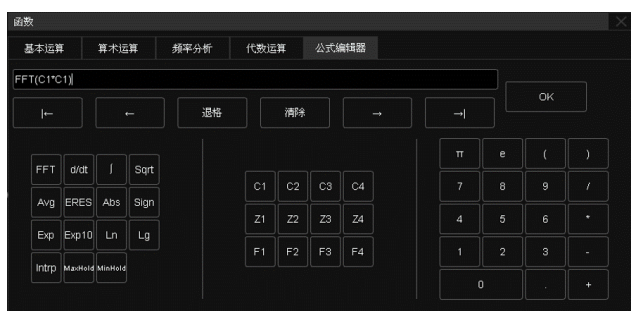 函数
基本运算 算术运算 频率分析 代数运算 公式编辑器
FFT(C1*C1)
OK
|← ← 退格 清除 → →|
π e ( )
FFT d/dt ∫ Sqrt
C1 C2 C3 C4
7 8 9 /
Avg ERES Abs Sign
Z1 Z2 Z3 Z4
4 5 6 *
Exp Exp10 Ln Lg
F1 F2 F3 F4
1 2 3 -
Intrp MaxHold MinHold
0 . +